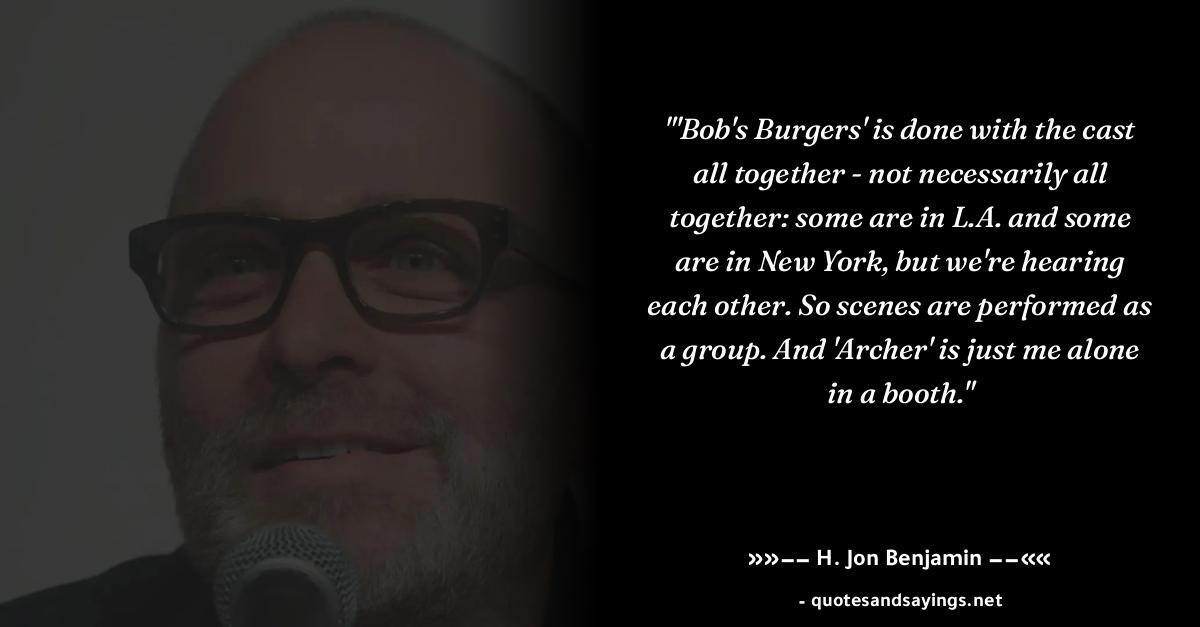 "'Bob's Burgers' is done with the cast
all together - not necessarily all
together: some are in L.A. and some
are in New York, but we're hearing
each other. So scenes are performed as
a group. And 'Archer' is just me alone
in a booth."
»»−− H. Jon Benjamin −−««
- quotesandsayings.net